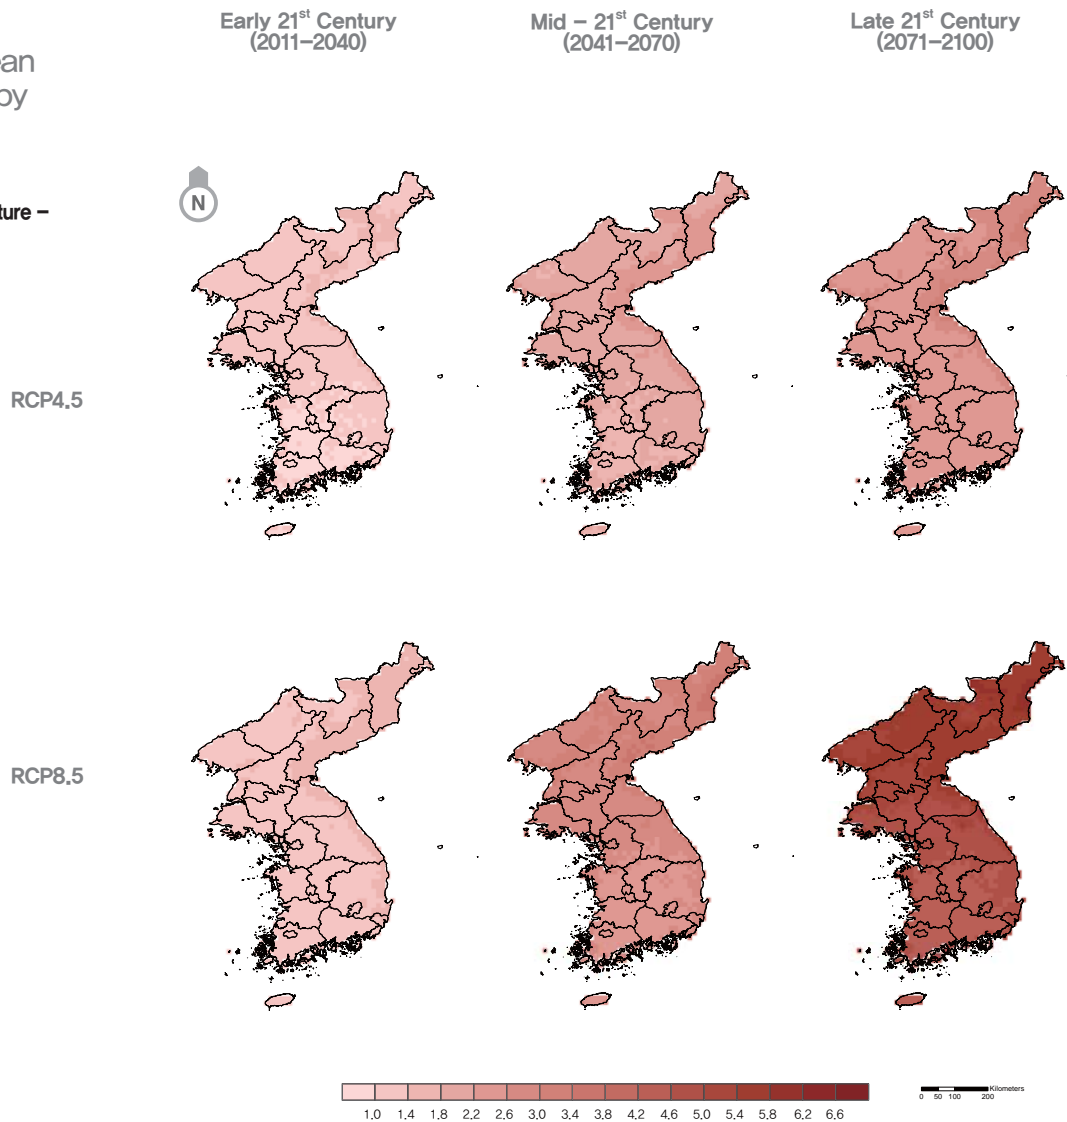 Early 21st Century
(2011–2040)
Mid – 21st Century
(2041–2070)
Late 21st Century
(2071–2100)
by
N
RCP4.5
RCP8.5
1.0 1.4 1.8 2.2 2.6 3.0 3.4 3.8 4.2 4.6 5.0 5.4 5.8 6.2 6.6
Kilometers
0 50 100 200